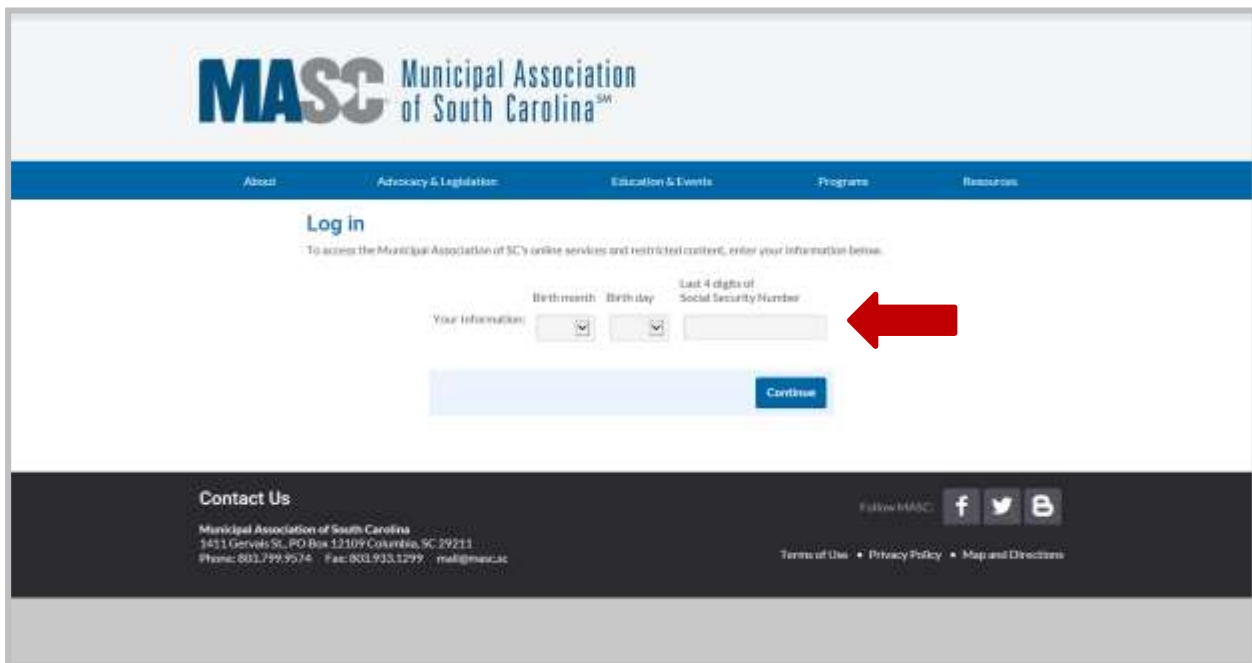 MASC Municipal Association
of South Carolina℠
About Advocacy & Legislation Education & Events Programs Resources
Log in
To access the Municipal Association of SC's online services and restricted content, enter your information below.
Birth month Birth day Last 4 digits of
Social Security Number
Your Information:
Continue
Contact Us
Follow MASC:
Municipal Association of South Carolina
1411 Gervais St., PO Box 12109 Columbia, SC 29211
Phone: 803.799.9574 Fax: 803.933.1299 mail@masc.sc
Terms of Use • Privacy Policy • Map and Directions